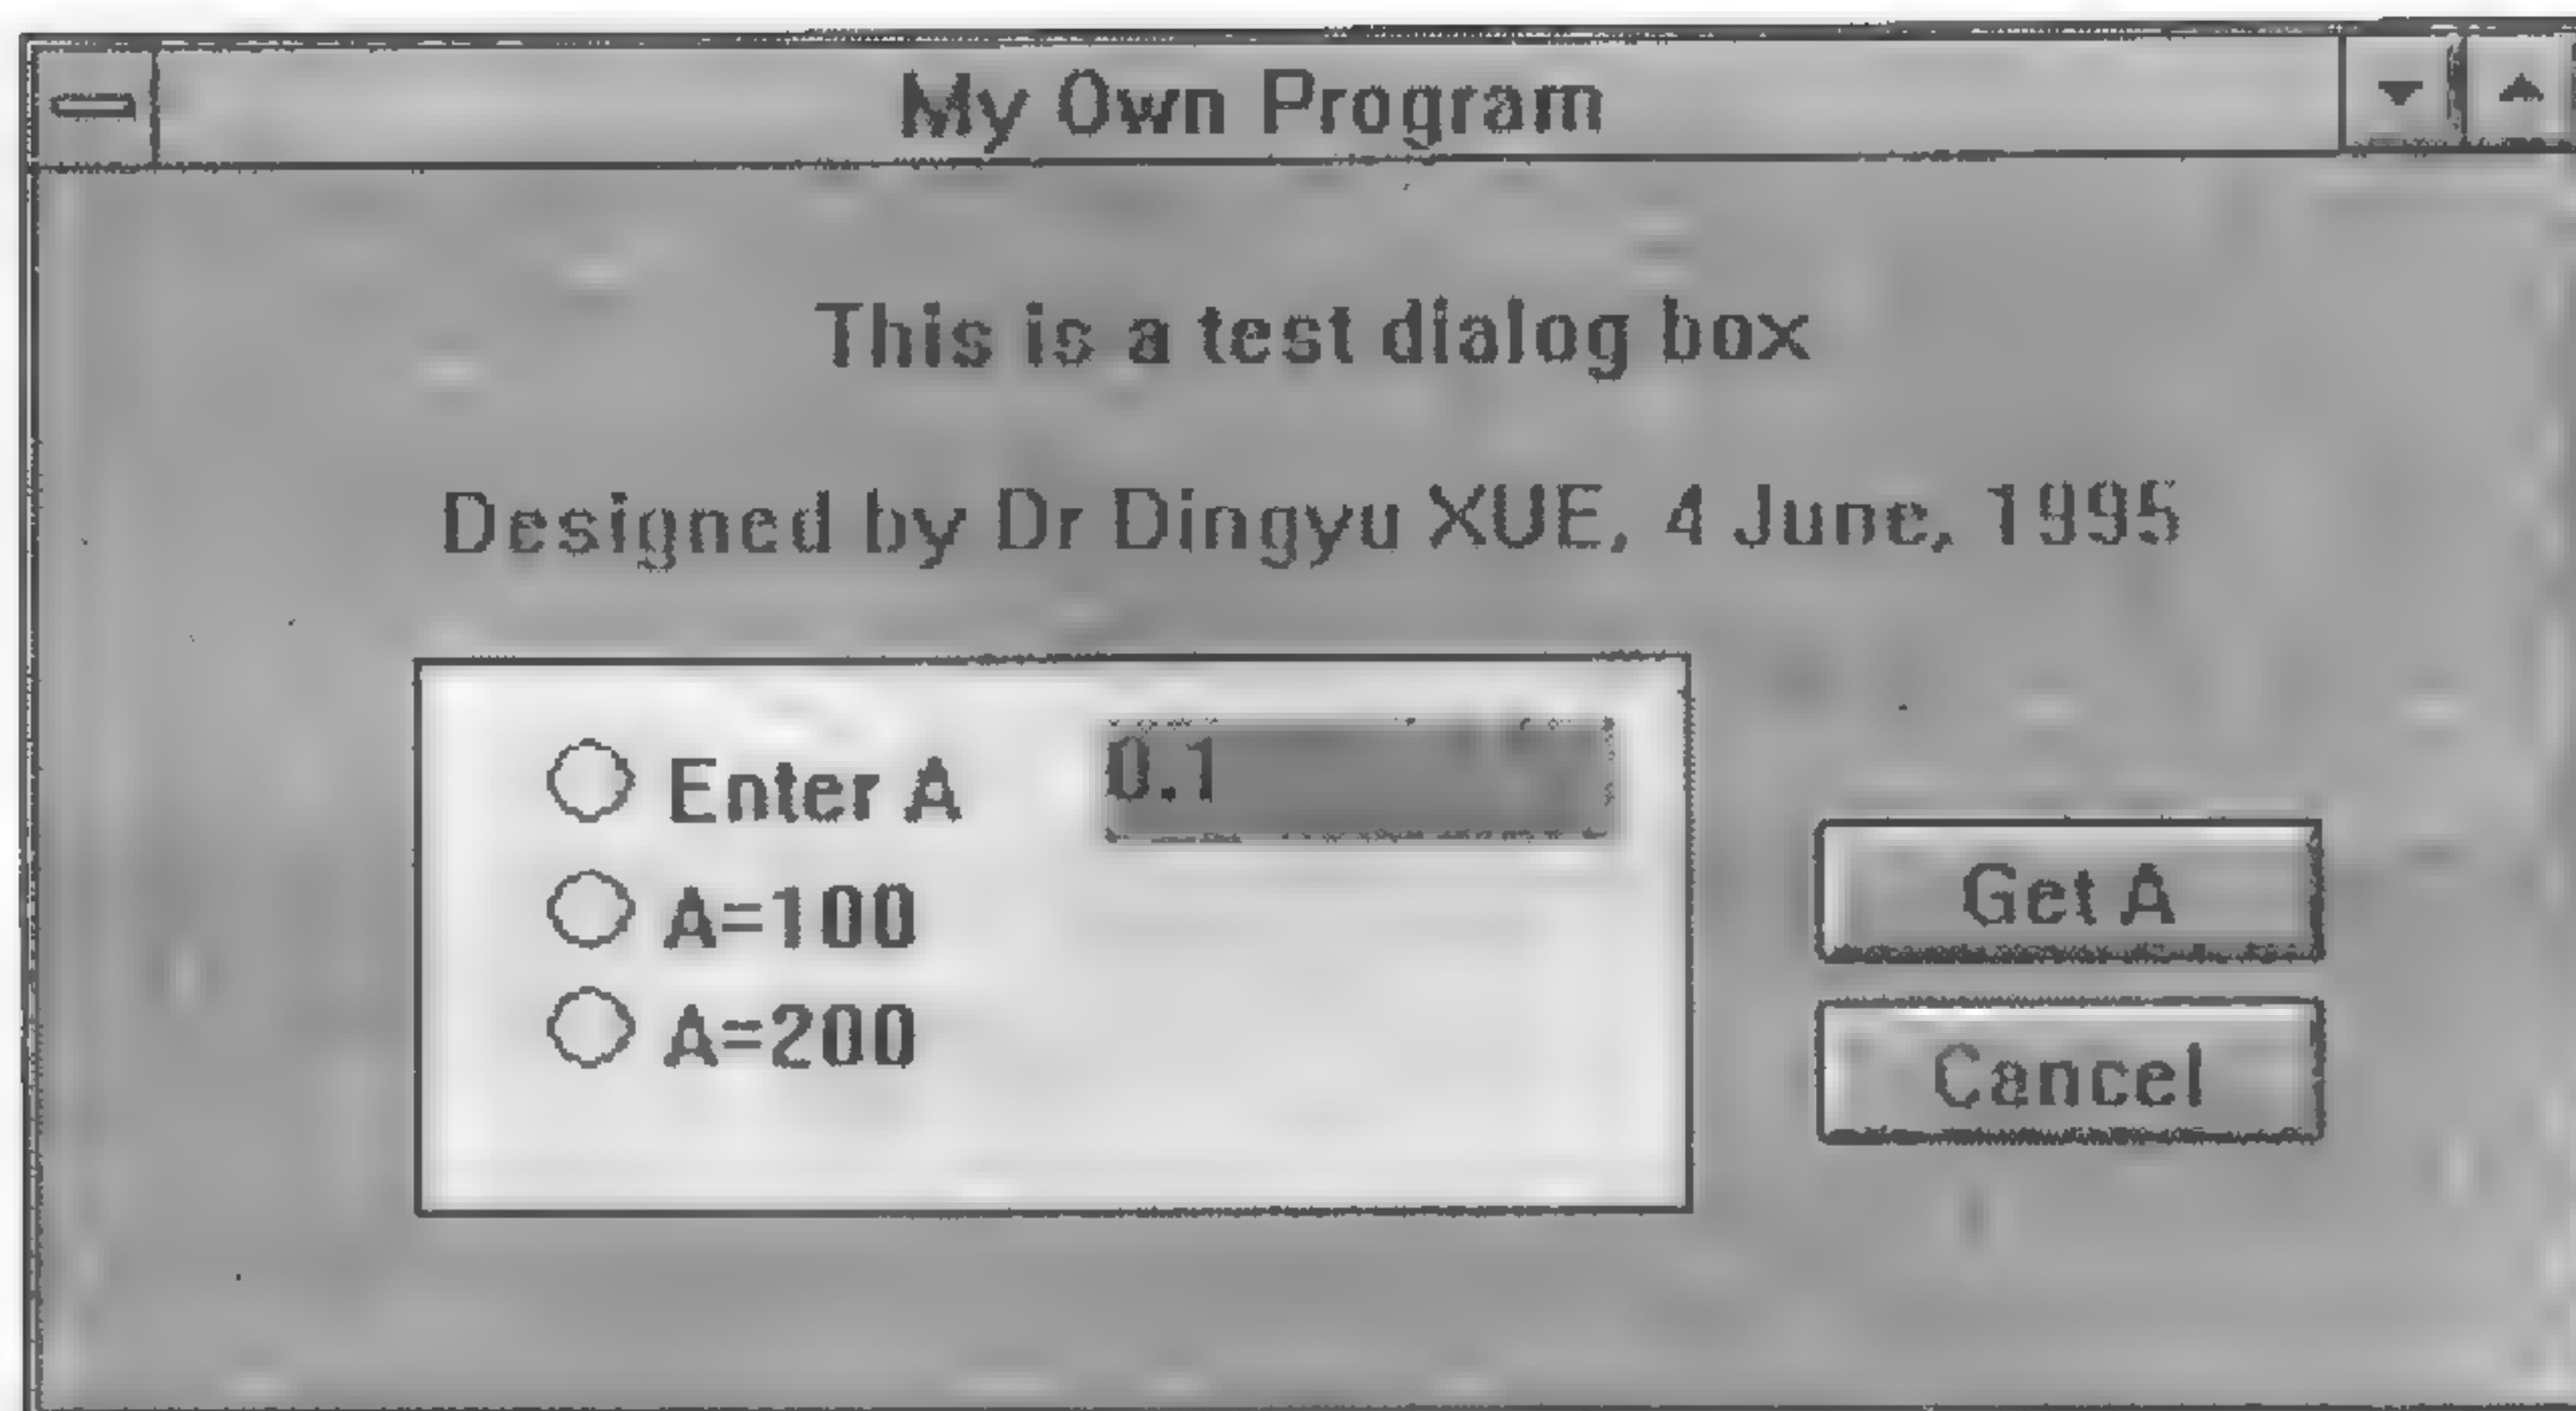 My Own Program
This is a test dialog box
Designed by Dr Dingyu XUE, 4 June, 1995
Enter A 0.1
A=100
A=200
Get A
Cancel